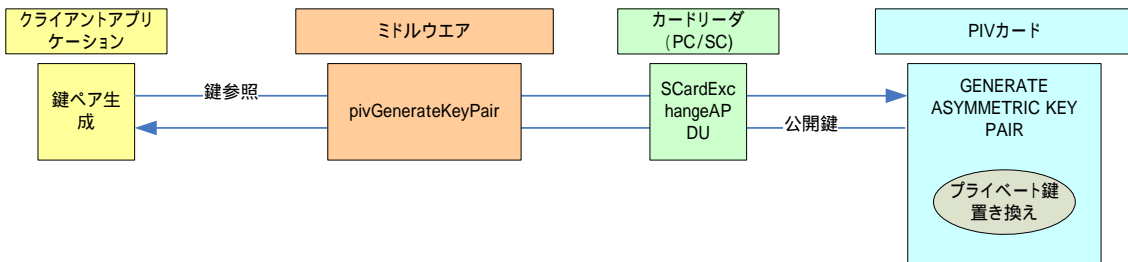 クライアントアプリ
ケーション
ミドルウエア
カードリーダ
(PC/SC)
PIVカード
鍵ペア生
成
鍵参照
pivGenerateKeyPair
SCardExc
hangeAP
DU
公開鍵
GENERATE
ASYMMETRIC KEY
PAIR
プライベート鍵
置き換え